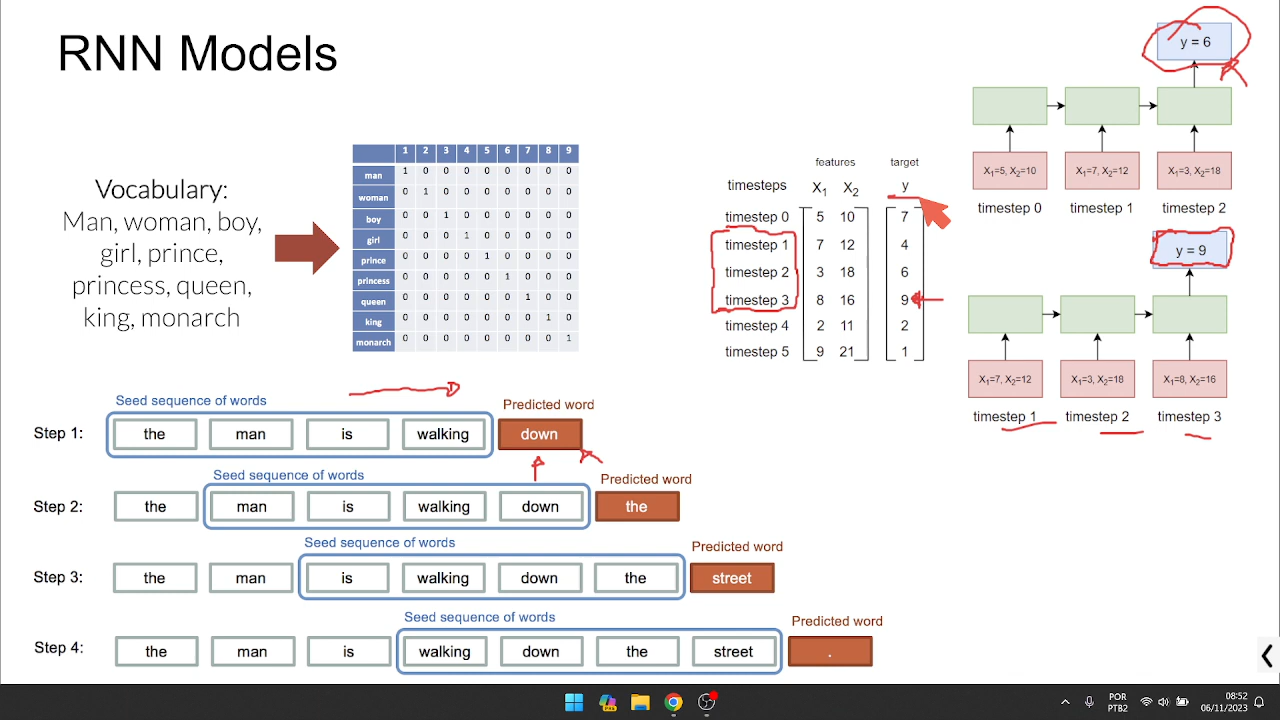 RNN Models
Vocabulary:
Man, woman, boy,
girl, prince,
princess, queen,
king, monarch
1 2 3 4 5 6 7 8 9
man 1 0 0 0 0 0 0 0 0
woman 0 1 0 0 0 0 0 0 0
boy 0 0 1 0 0 0 0 0 0
girl 0 0 0 1 0 0 0 0 0
prince 0 0 0 0 1 0 0 0 0
princess 0 0 0 0 0 1 0 0 0
queen 0 0 0 0 0 0 1 0 0
king 0 0 0 0 0 0 0 1 0
monarch 0 0 0 0 0 0 0 0 1
features target
timesteps X1 X2 y
timestep 0 5 10 7
timestep 1 7 12 4
timestep 2 3 18 6
timestep 3 8 16 9
timestep 4 2 11 2
timestep 5 9 21 1
y = 6
X1=5, X2=10 X1=7, X2=12 X1=3, X2=18
timestep 0 timestep 1 timestep 2
y = 9
X1=7, X2=12 X1=3, X2=18 X1=8, X2=16
timestep 1 timestep 2 timestep 3
Seed sequence of words Predicted word
Step 1: the man is walking down
Seed sequence of words Predicted word
Step 2: the man is walking down the
Seed sequence of words Predicted word
Step 3: the man is walking down the street
Seed sequence of words Predicted word
Step 4: the man is walking down the street .
POR 08:52
PTB2 06/11/2023